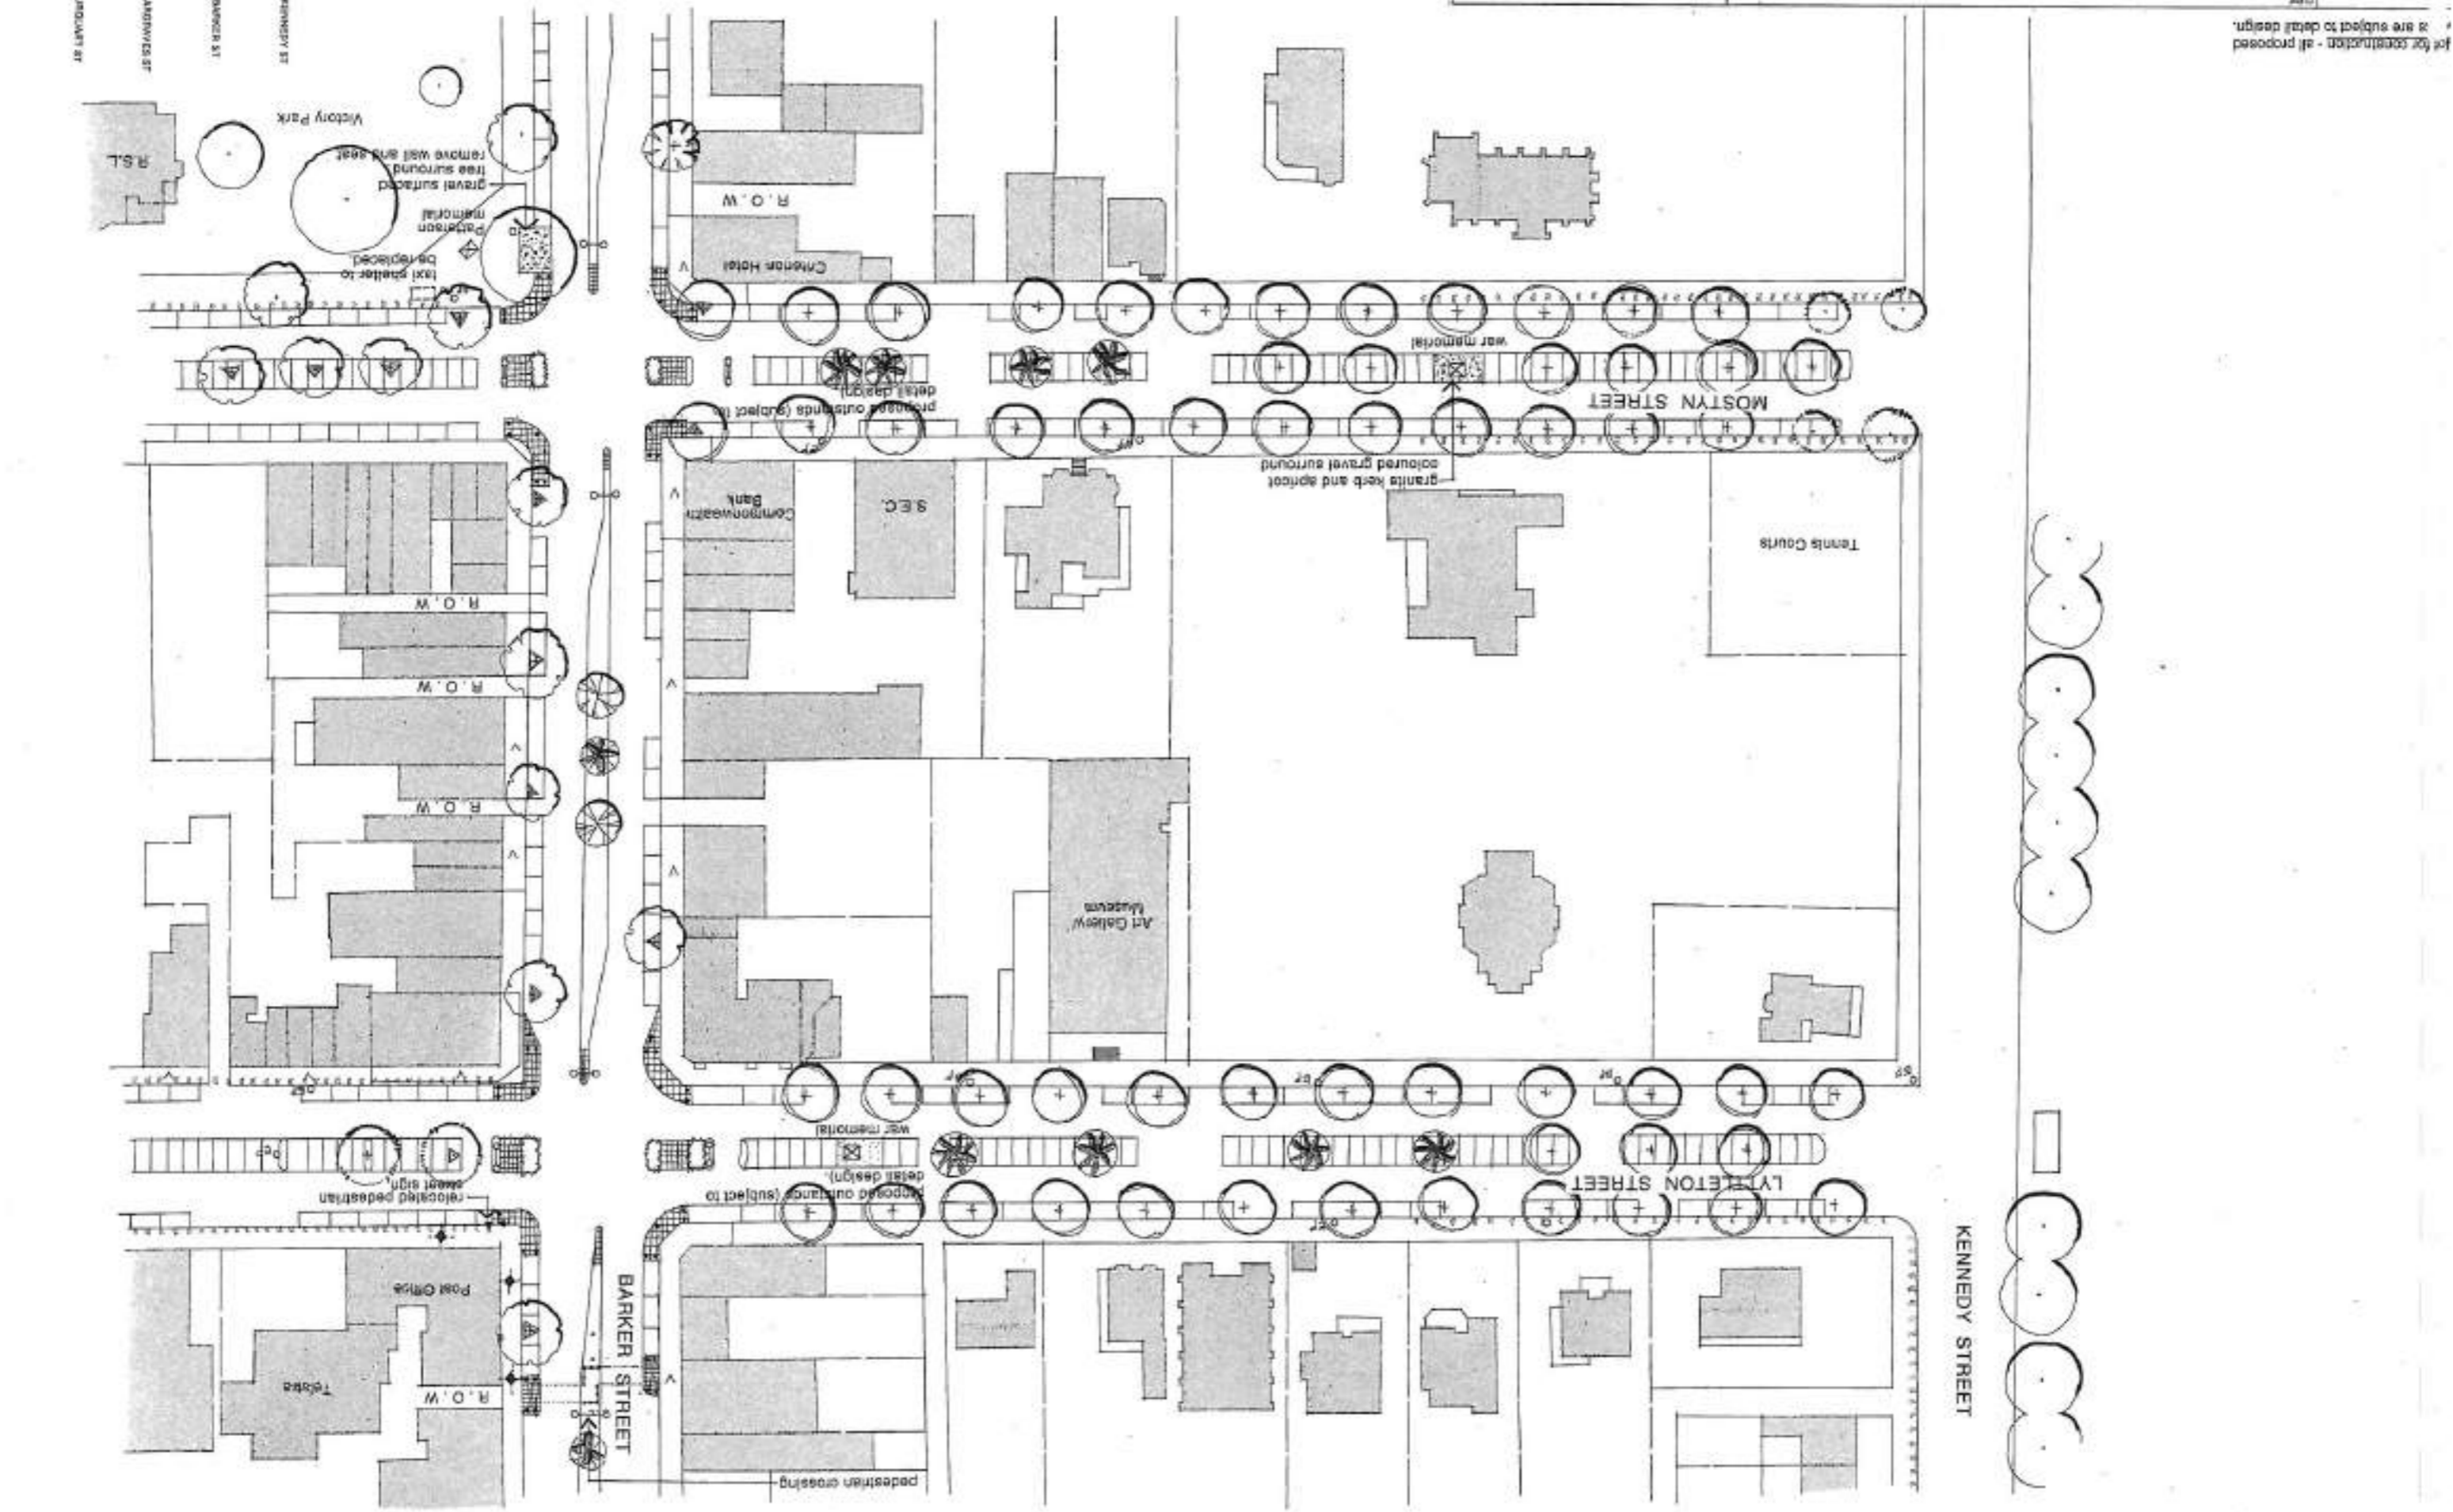 BARKER ST
KENNEDY ST
for construction - all proposed
are subject to detail design.
Victory Park
R.S.L.
gravel surfaced
tree surround
remove wall and seat
Patterson
memorial
taxi shelter to
be replaced
R.O.W
Criterion Hotel
war memorial
proposed outstands (subject to
detail design)
MOSTYN STREET
granite kerb and apricot
coloured gravel surround
Commonwealth
Bank
S.E.C.
Tennis Courts
R.O.W
R.O.W
R.O.W
Art Gallery
Museum
war memorial
proposed outstands (subject to
detail design).
relocated pedestrian
street sign
LYTTLETON STREET
Post Office
Telstra
R.O.W
BARKER STREET
KENNEDY STREET
pedestrian crossing